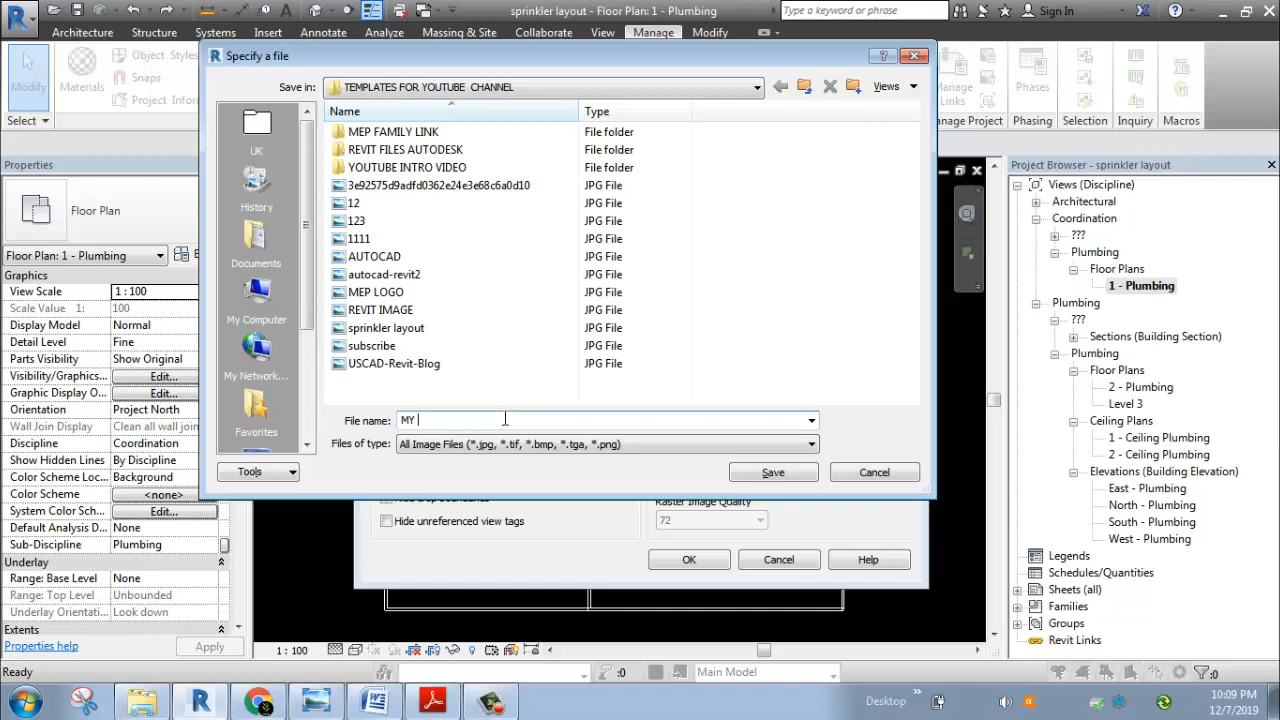 sprinkler layout - Floor Plan: 1 - Plumbing
Type a keyword or phrase
Sign In
Architecture Structure Systems Insert Annotate Analyze Massing & Site Collaborate View Manage Modify
Modify
Materials
Object Styles
Snaps
Project Inform
Select
Manage Links
Manage Project
Phases
Phasing
Selection
Inquiry
Macros
Specify a file
Save in:
TEMPLATES FOR YOUTUBE CHANNEL
Views
Name Type
MEP FAMILY LINK File folder
REVIT FILES AUTODESK File folder
YOUTUBE INTRO VIDEO File folder
3e92575d9adfd0362e24e3e68c6a0d10 JPG File
12 JPG File
123 JPG File
1111 JPG File
AUTOCAD JPG File
autocad-revit2 JPG File
MEP LOGO JPG File
REVIT IMAGE JPG File
sprinkler layout JPG File
subscribe JPG File
USCAD-Revit-Blog JPG File
UK
History
Documents
My Computer
My Network...
Favorites
File name: MY
Files of type: All Image Files (*.jpg, *.tif, *.bmp, *.tga, *.png)
Tools
Save
Cancel
Raster Image Quality
Hide unreferenced view tags
72
OK
Cancel
Help
Properties
Floor Plan
Floor Plan: 1 - Plumbing
Graphics
View Scale 1 : 100
Scale Value 1: 100
Display Model Normal
Detail Level Fine
Parts Visibility Show Original
Visibility/Graphics... Edit...
Graphic Display O... Edit...
Orientation Project North
Wall Join Display Clean all wall join
Discipline Coordination
Show Hidden Lines By Discipline
Color Scheme Loc... Background
Color Scheme <none>
System Color Sch... Edit...
Default Analysis D... None
Sub-Discipline Plumbing
Underlay
Range: Base Level None
Range: Top Level Unbounded
Underlay Orientati... Look down
Extents
Properties help
Apply
Project Browser - sprinkler layout
Views (Discipline)
Architectural
Coordination
???
Plumbing
Floor Plans
1 - Plumbing
Plumbing
???
Sections (Building Section)
Plumbing
Floor Plans
2 - Plumbing
Level 3
Ceiling Plans
1 - Ceiling Plumbing
2 - Ceiling Plumbing
Elevations (Building Elevation)
East - Plumbing
North - Plumbing
South - Plumbing
West - Plumbing
Legends
Schedules/Quantities
Sheets (all)
Families
Groups
Revit Links
1 : 100
Ready
:0
Main Model
:0
Desktop
10:09 PM
12/7/2019